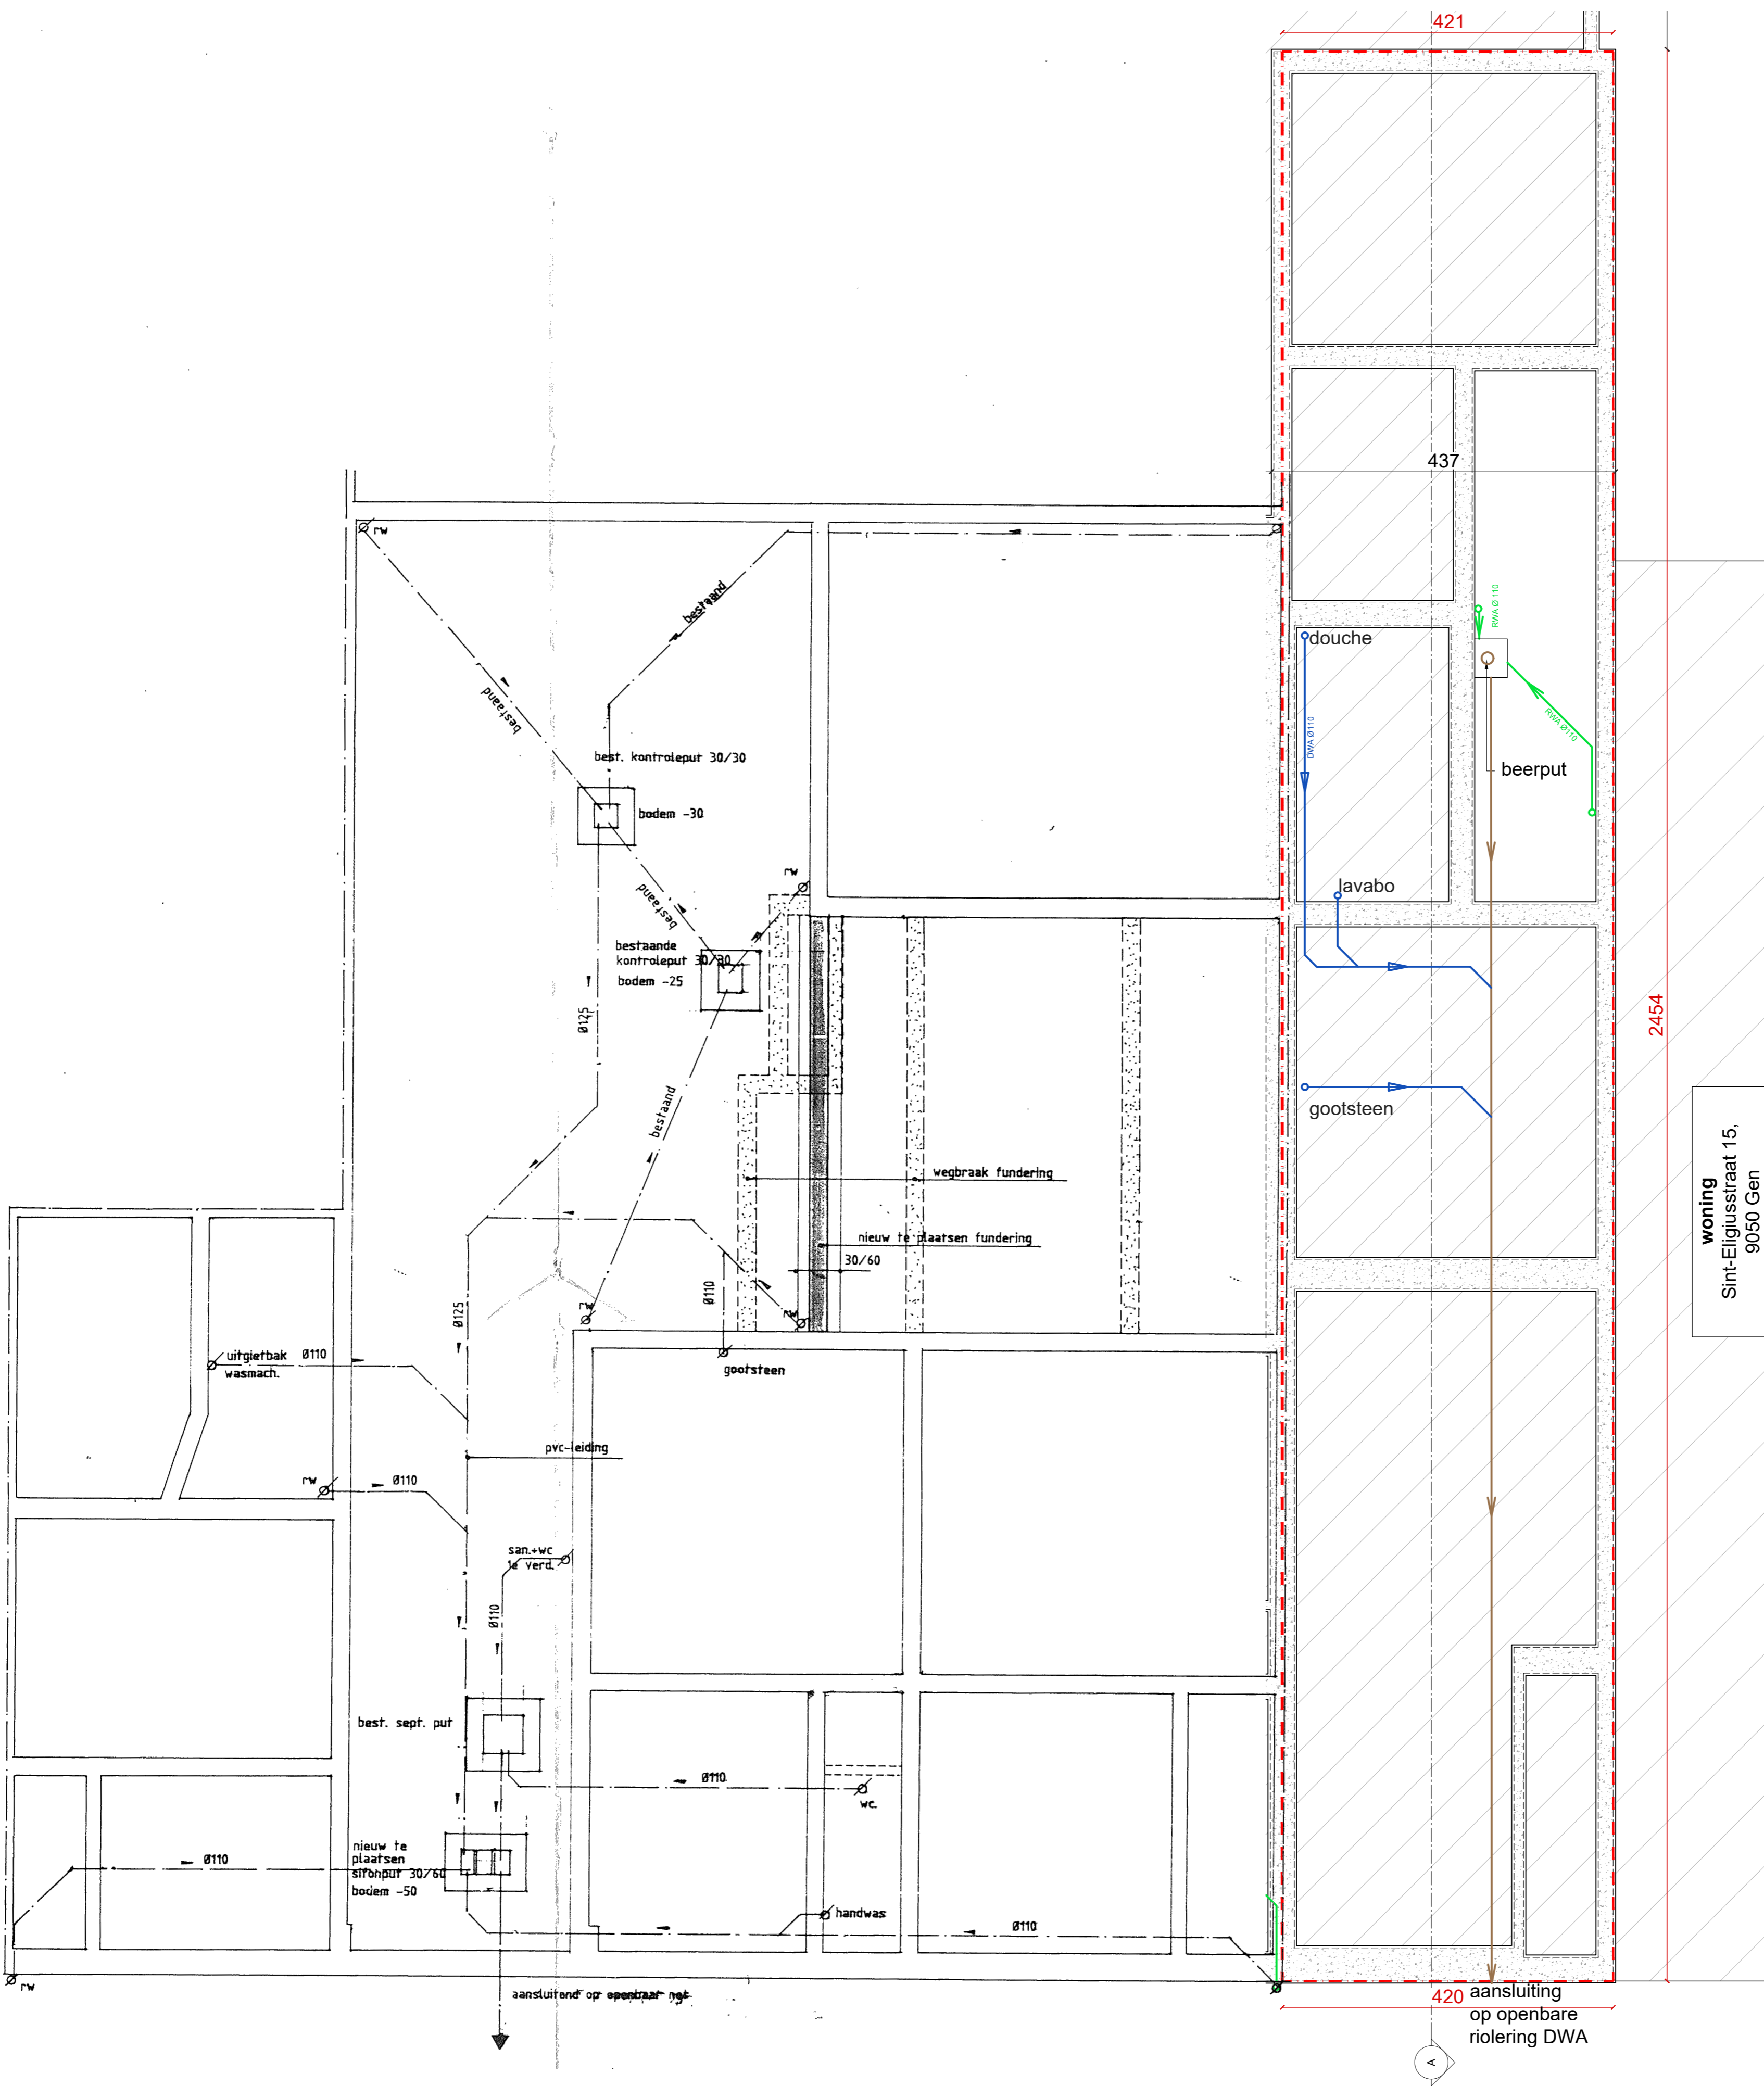 421
437
rw
bestaand
bestaand
RWA Ø 110
douche
RWA Ø110
DWA Ø110
best. kontroleput 30/30
beerput
bodem -30
rw
lavabo
bestaand
bestaande
kontroleput 30/30
bodem -25
Ø125
2454
bestaand
gootsteen
woning
Sint-Eligiusstraat 15,
9050 Gen
wegbraak fundering
nieuw te plaatsen fundering
30/60
Ø110
rw
rw
Ø125
uitgietbak Ø110
wasmach.
gootsteen
pvc-leiding
rw
Ø110
san.+wc
1e verd.
Ø110
best. sept. put
Ø110
wc.
nieuw te
plaatsen
sifonput 30/60
bodem -50
Ø110
handwas
Ø110
rw
aansluitend op openbaar net
420
aansluiting
op openbare
riolering DWA
A